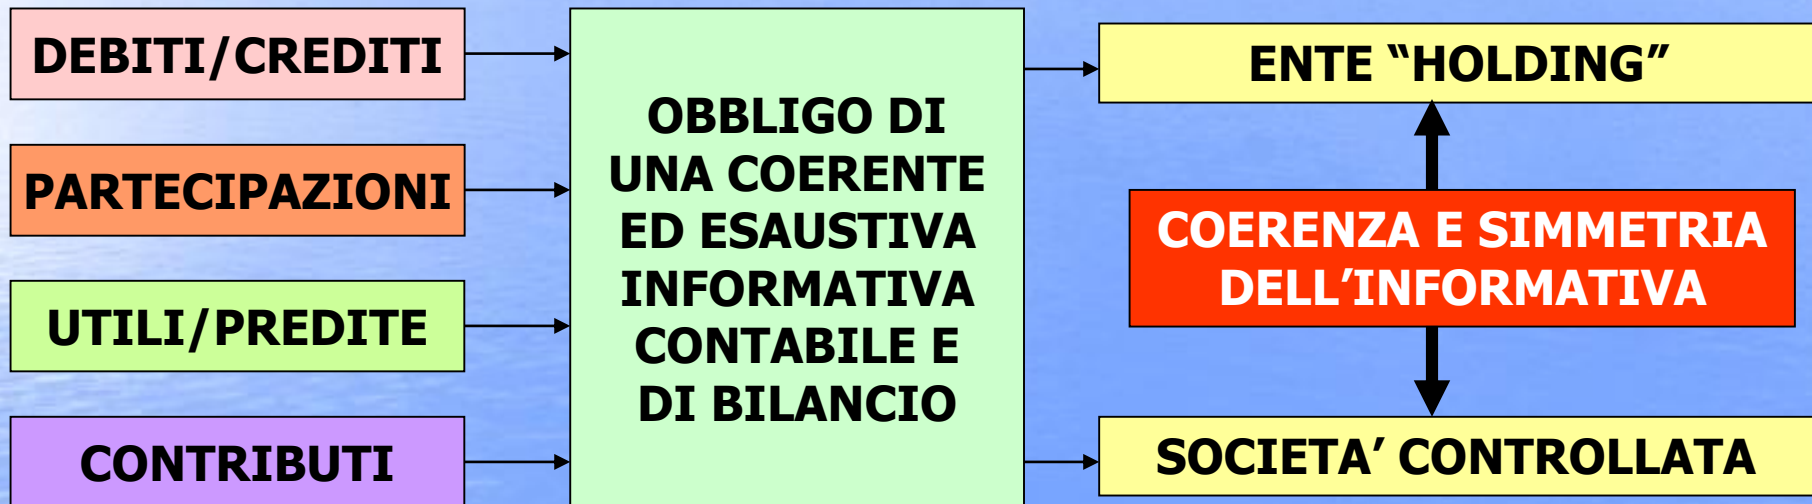 DEBITI/CREDITI
PARTECIPAZIONI
UTILI/PREDITE
CONTRIBUTI
OBBLIGO DI
UNA COERENTE
ED ESAUSTIVA
INFORMATIVA
CONTABILE E
DI BILANCIO
ENTE “HOLDING”
COERENZA E SIMMETRIA
DELL’INFORMATIVA
SOCIETA’ CONTROLLATA